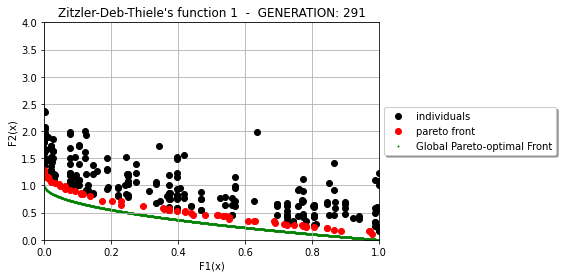 Zitzler-Deb-Thiele's function 1 - GENERATION: 291
4.0
3.5
3.0
2.5
2.0
1.5
1.0
0.5
0.0
F2(x)
0.0 0.2 0.4 0.6 0.8 1.0
F1(x)
individuals
pareto front
Global Pareto-optimal Front